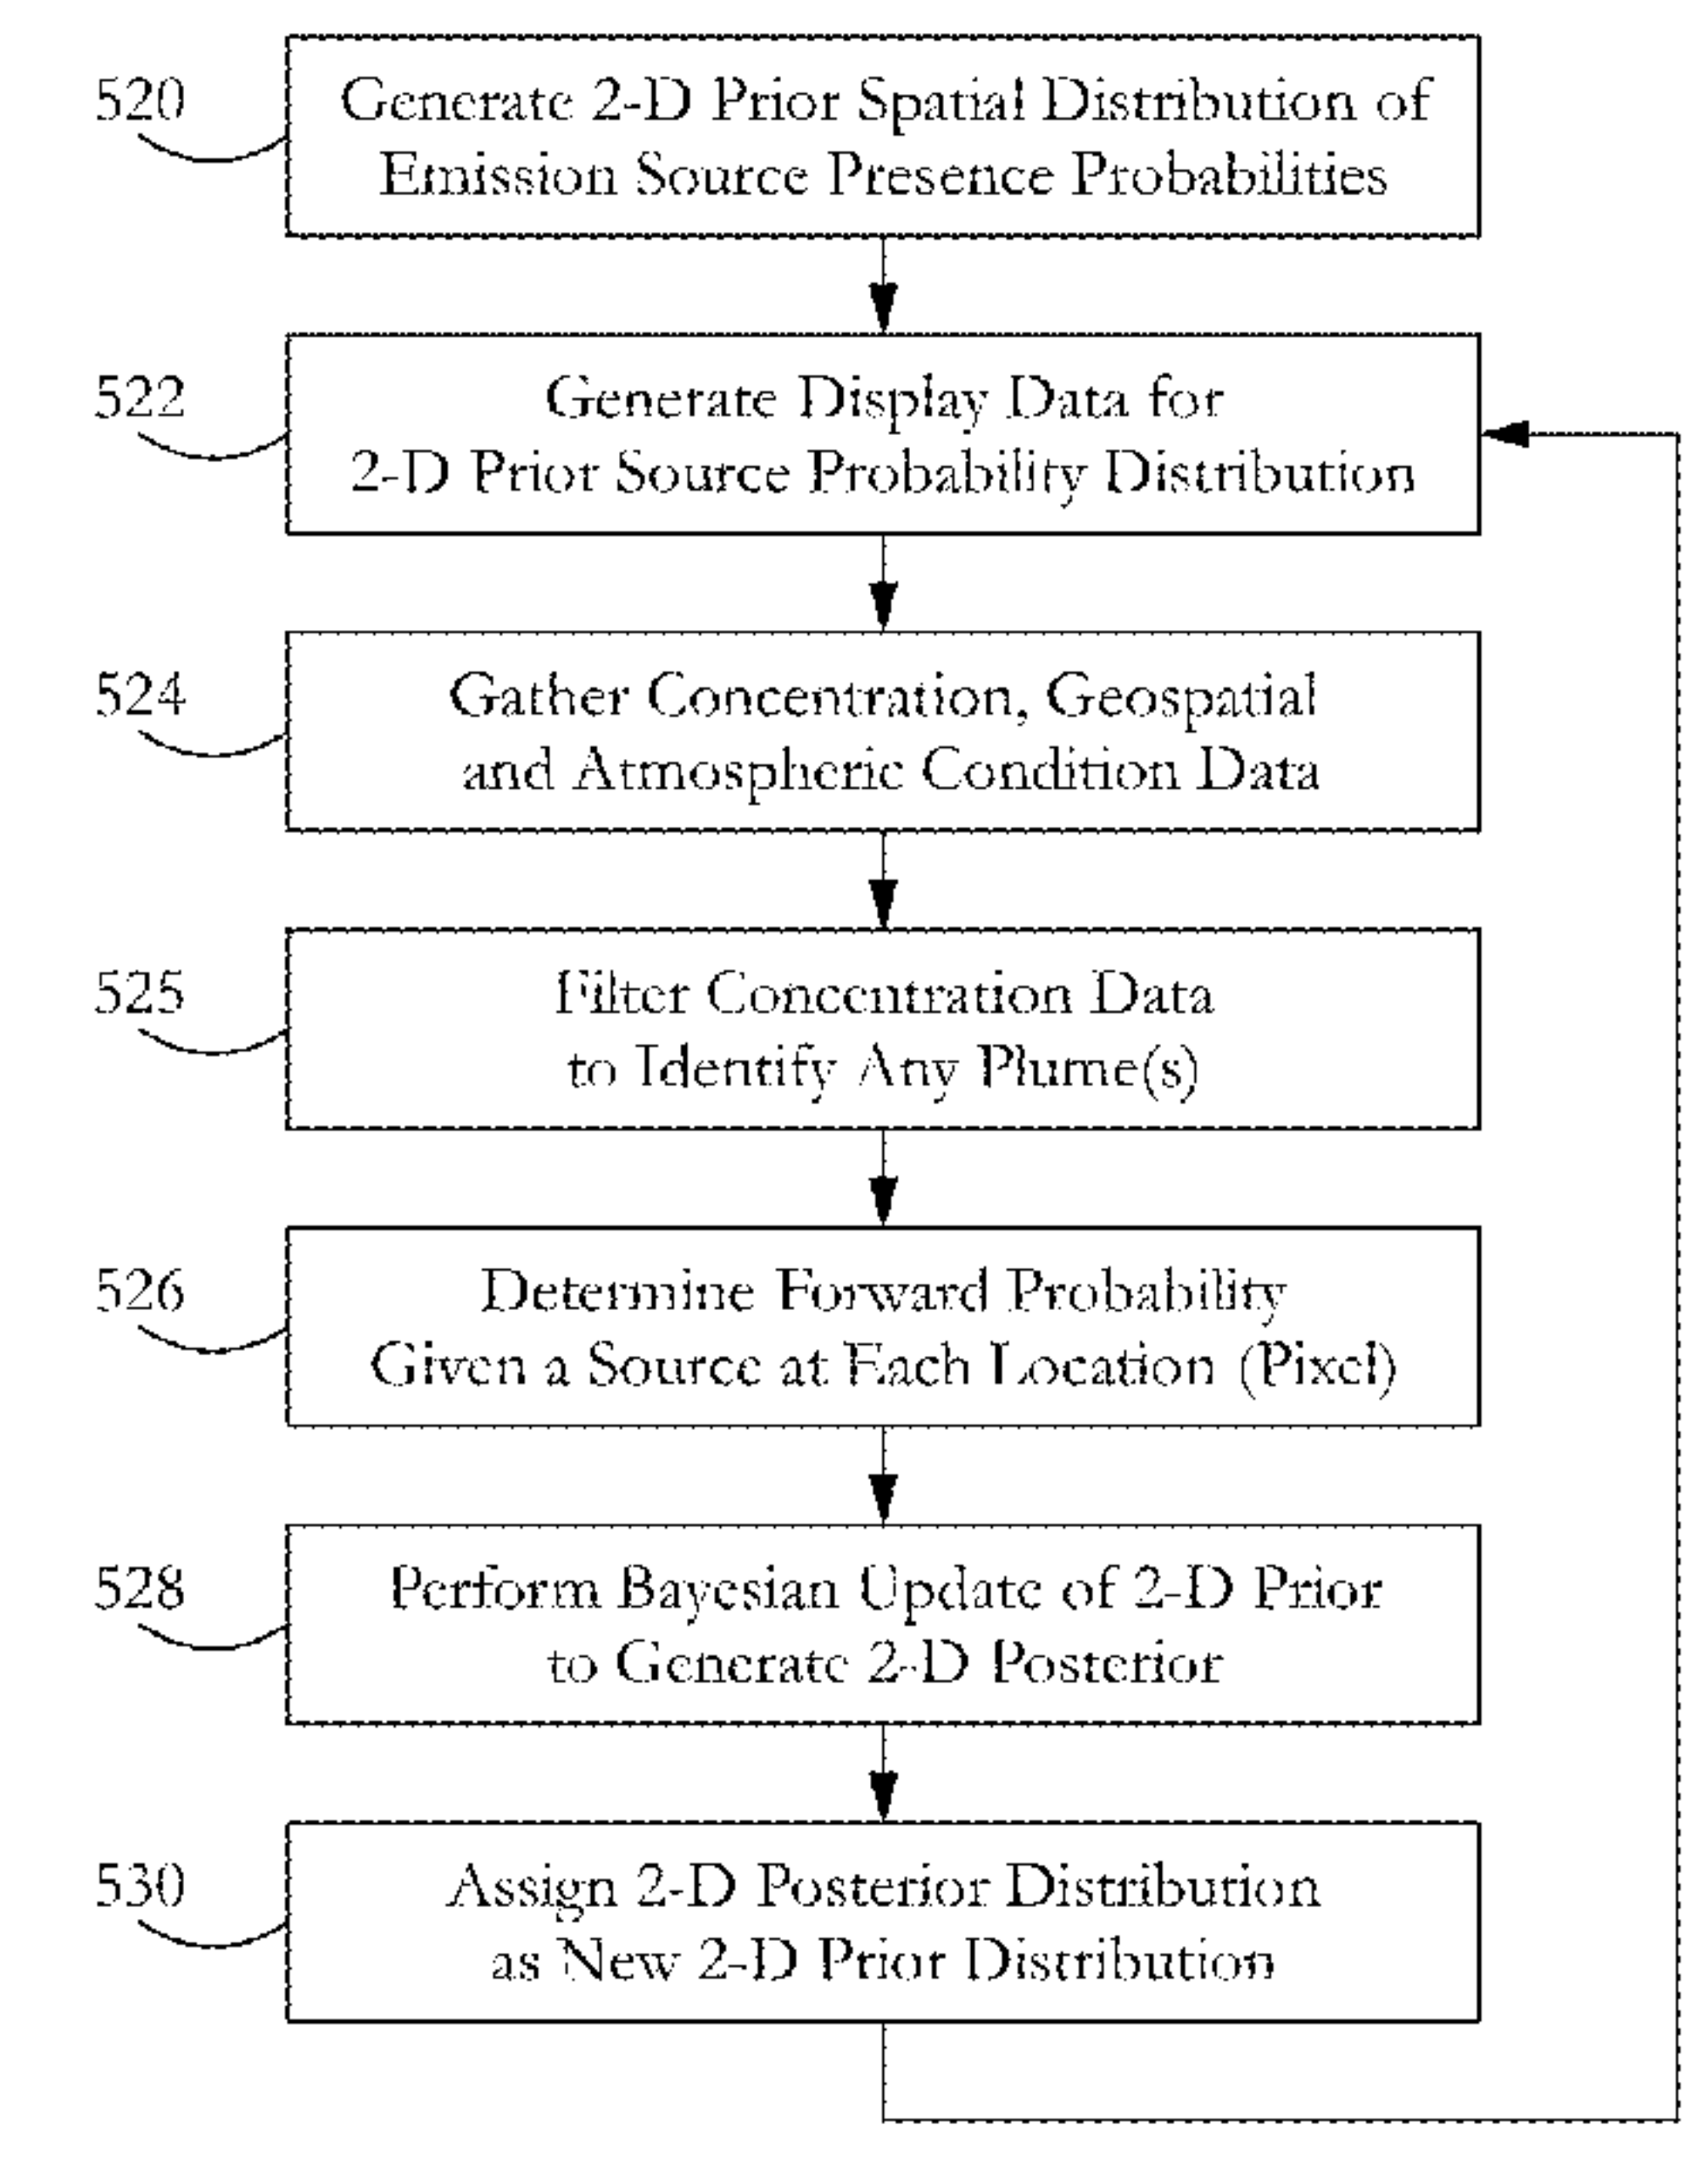 520
Generate 2-D Prior Spatial Distribution of
Emission Source Presence Probabilities
522
Generate Display Data for
2-D Prior Source Probability Distribution
524
Gather Concentration, Geospatial
and Atmospheric Condition Data
525
Filter Concentration Data
to Identify Any Plume(s)
526
Determine Forward Probability
Given a Source at Each Location (Pixel)
528
Perform Bayesian Update of 2-D Prior
to Generate 2-D Posterior
530
Assign 2-D Posterior Distribution
as New 2-D Prior Distribution